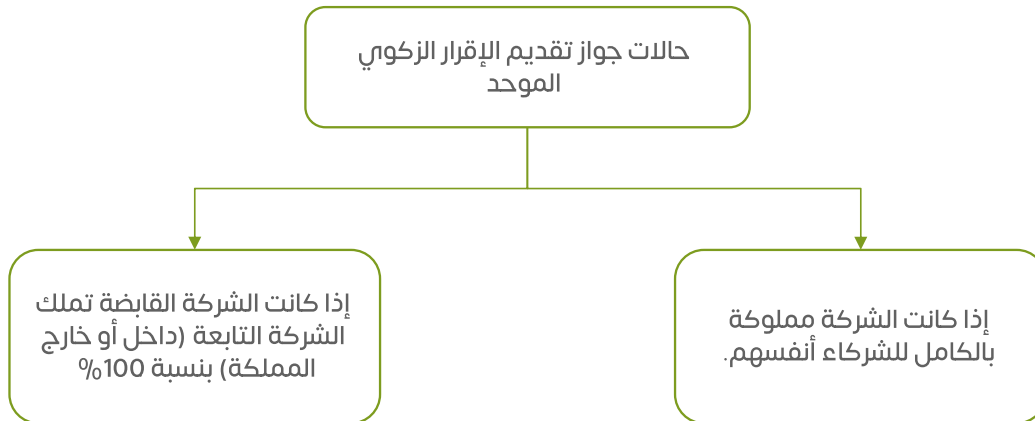 حالات جواز تقديم الإقرار الزكوي
الموحد
إذا كانت الشركة مملوكة
بالكامل للشركاء أنفسهم.
إذا كانت الشركة القابضة تملك
الشركة التابعة (داخل أو خارج
المملكة) بنسبة 100%